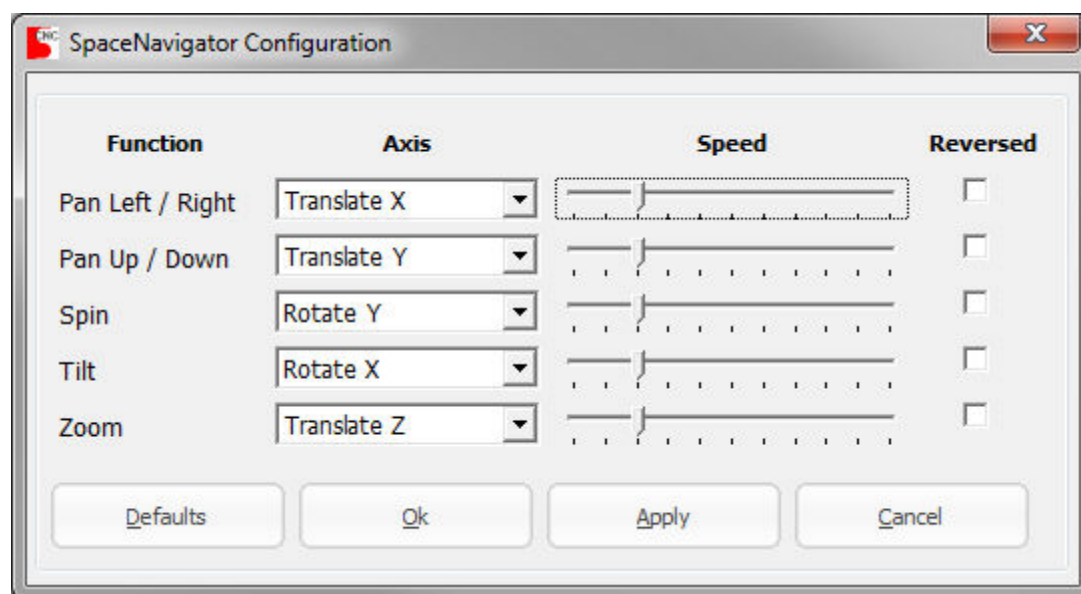 CNC SpaceNavigator Configuration
Function Axis Speed Reversed
Pan Left / Right Translate X
Pan Up / Down Translate Y
Spin Rotate Y
Tilt Rotate X
Zoom Translate Z
Defaults Ok Apply Cancel